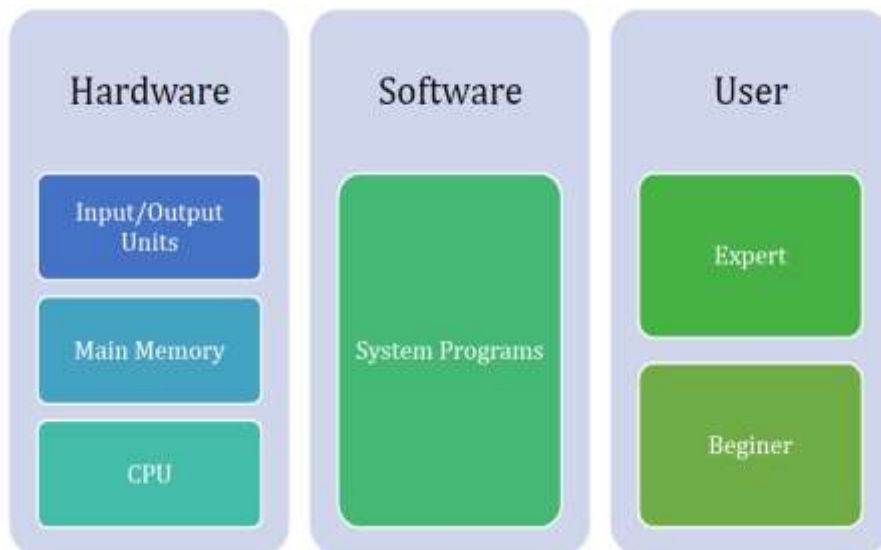 Hardware
Input/Output
Units
Main Memory
CPU
Software
System Programs
User
Expert
Beginer